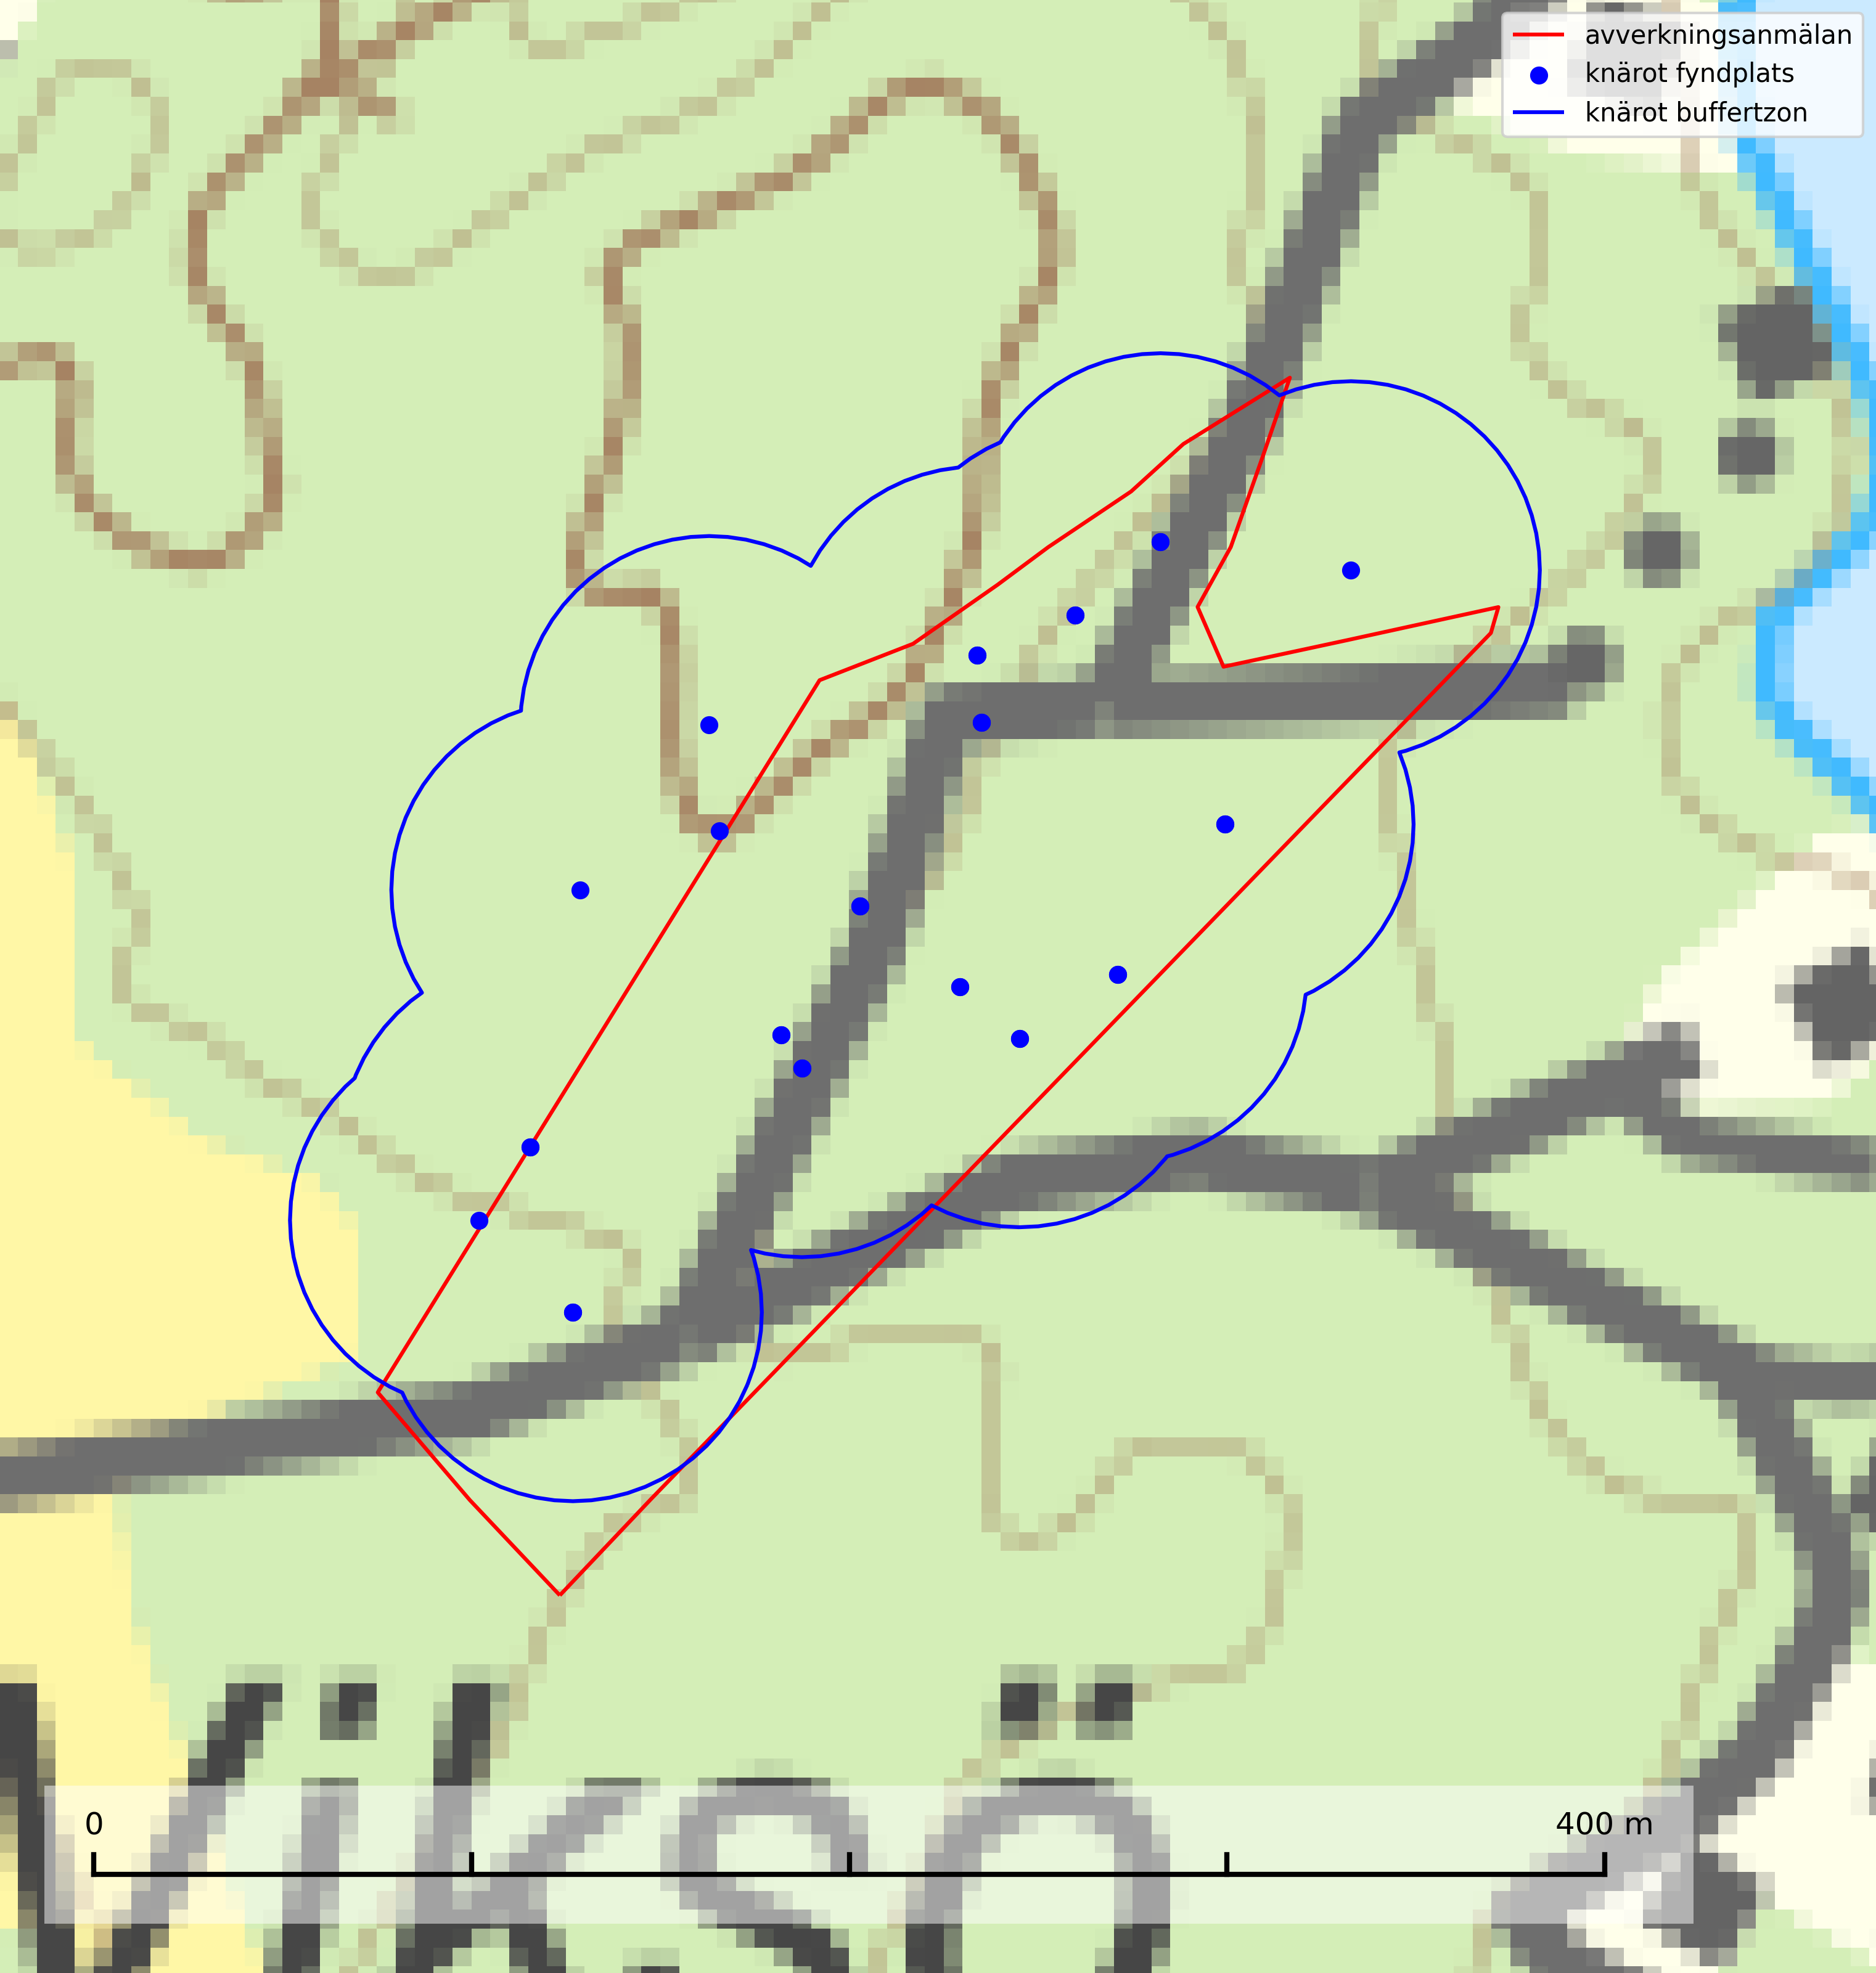 avverkningsanmälan
knärot fyndplats
knärot buffertzon
0
400 m